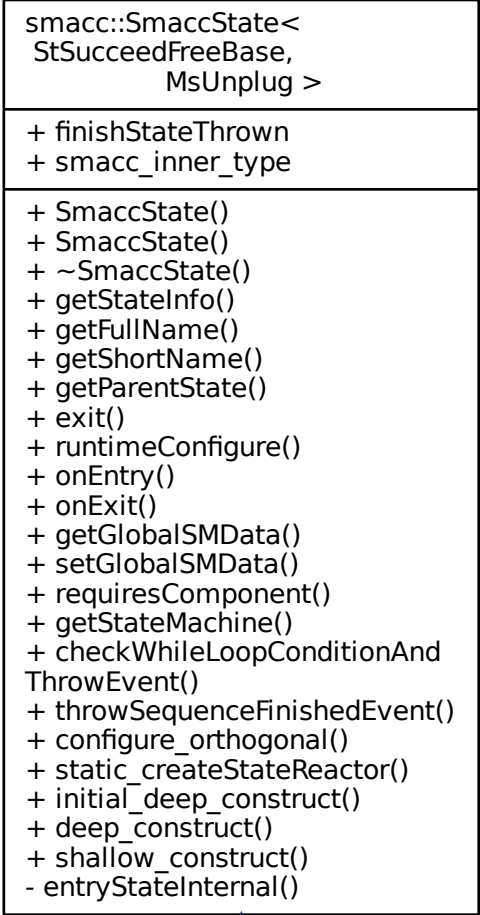 smacc::SmaccState<
StSucceedFreeBase,
MsUnplug >
+ finishStateThrown
+ smacc_inner_type
+ SmaccState()
+ SmaccState()
+ ~SmaccState()
+ getStateInfo()
+ getFullName()
+ getShortName()
+ getParentState()
+ exit()
+ runtimeConfigure()
+ onEntry()
+ onExit()
+ getGlobalSMData()
+ setGlobalSMData()
+ requiresComponent()
+ getStateMachine()
+ checkWhileLoopConditionAnd
ThrowEvent()
+ throwSequenceFinishedEvent()
+ configure_orthogonal()
+ static_createStateReactor()
+ initial_deep_construct()
+ deep_construct()
+ shallow_construct()
- entryStateInternal()